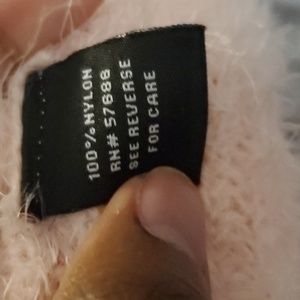 100% NYLON
RN# 57686
SEE REVERSE
FOR CARE